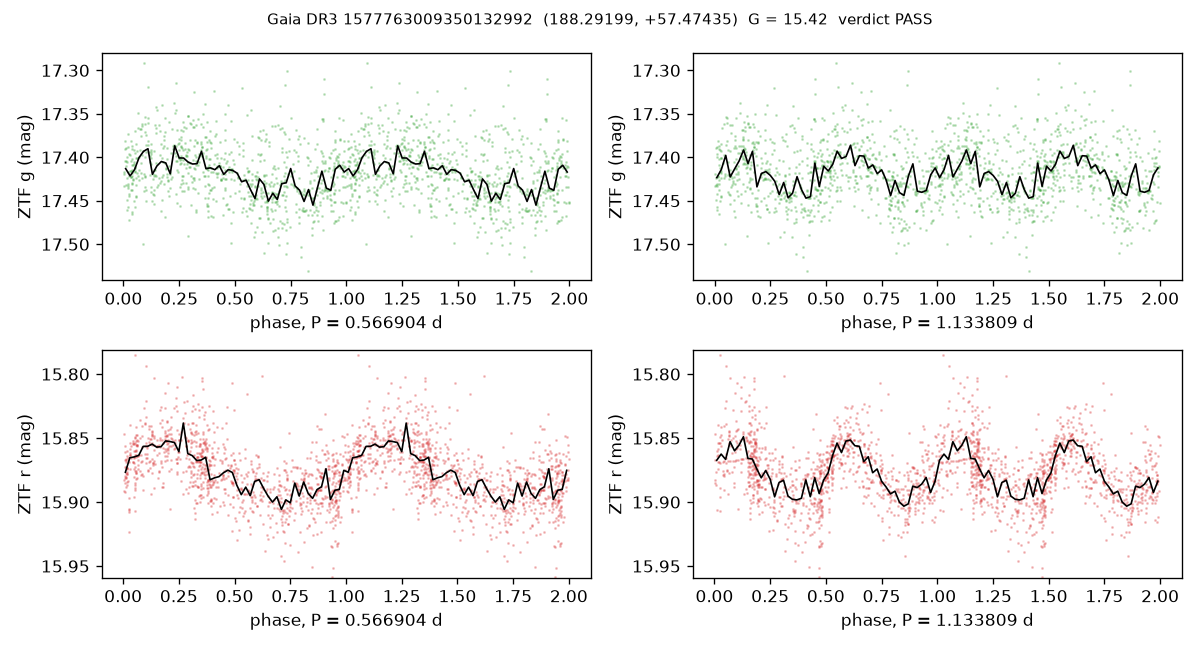 Gaia DR3 1577763009350132992 (188.29199, +57.47435) G = 15.42 verdict PASS
ZTF g (mag)
17.30
17.35
17.40
17.45
17.50
0.00 0.25 0.50 0.75 1.00 1.25 1.50 1.75 2.00
phase, P = 0.566904 d
ZTF g (mag)
17.30
17.35
17.40
17.45
17.50
0.00 0.25 0.50 0.75 1.00 1.25 1.50 1.75 2.00
phase, P = 1.133809 d
ZTF r (mag)
15.80
15.85
15.90
15.95
0.00 0.25 0.50 0.75 1.00 1.25 1.50 1.75 2.00
phase, P = 0.566904 d
ZTF r (mag)
15.80
15.85
15.90
15.95
0.00 0.25 0.50 0.75 1.00 1.25 1.50 1.75 2.00
phase, P = 1.133809 d